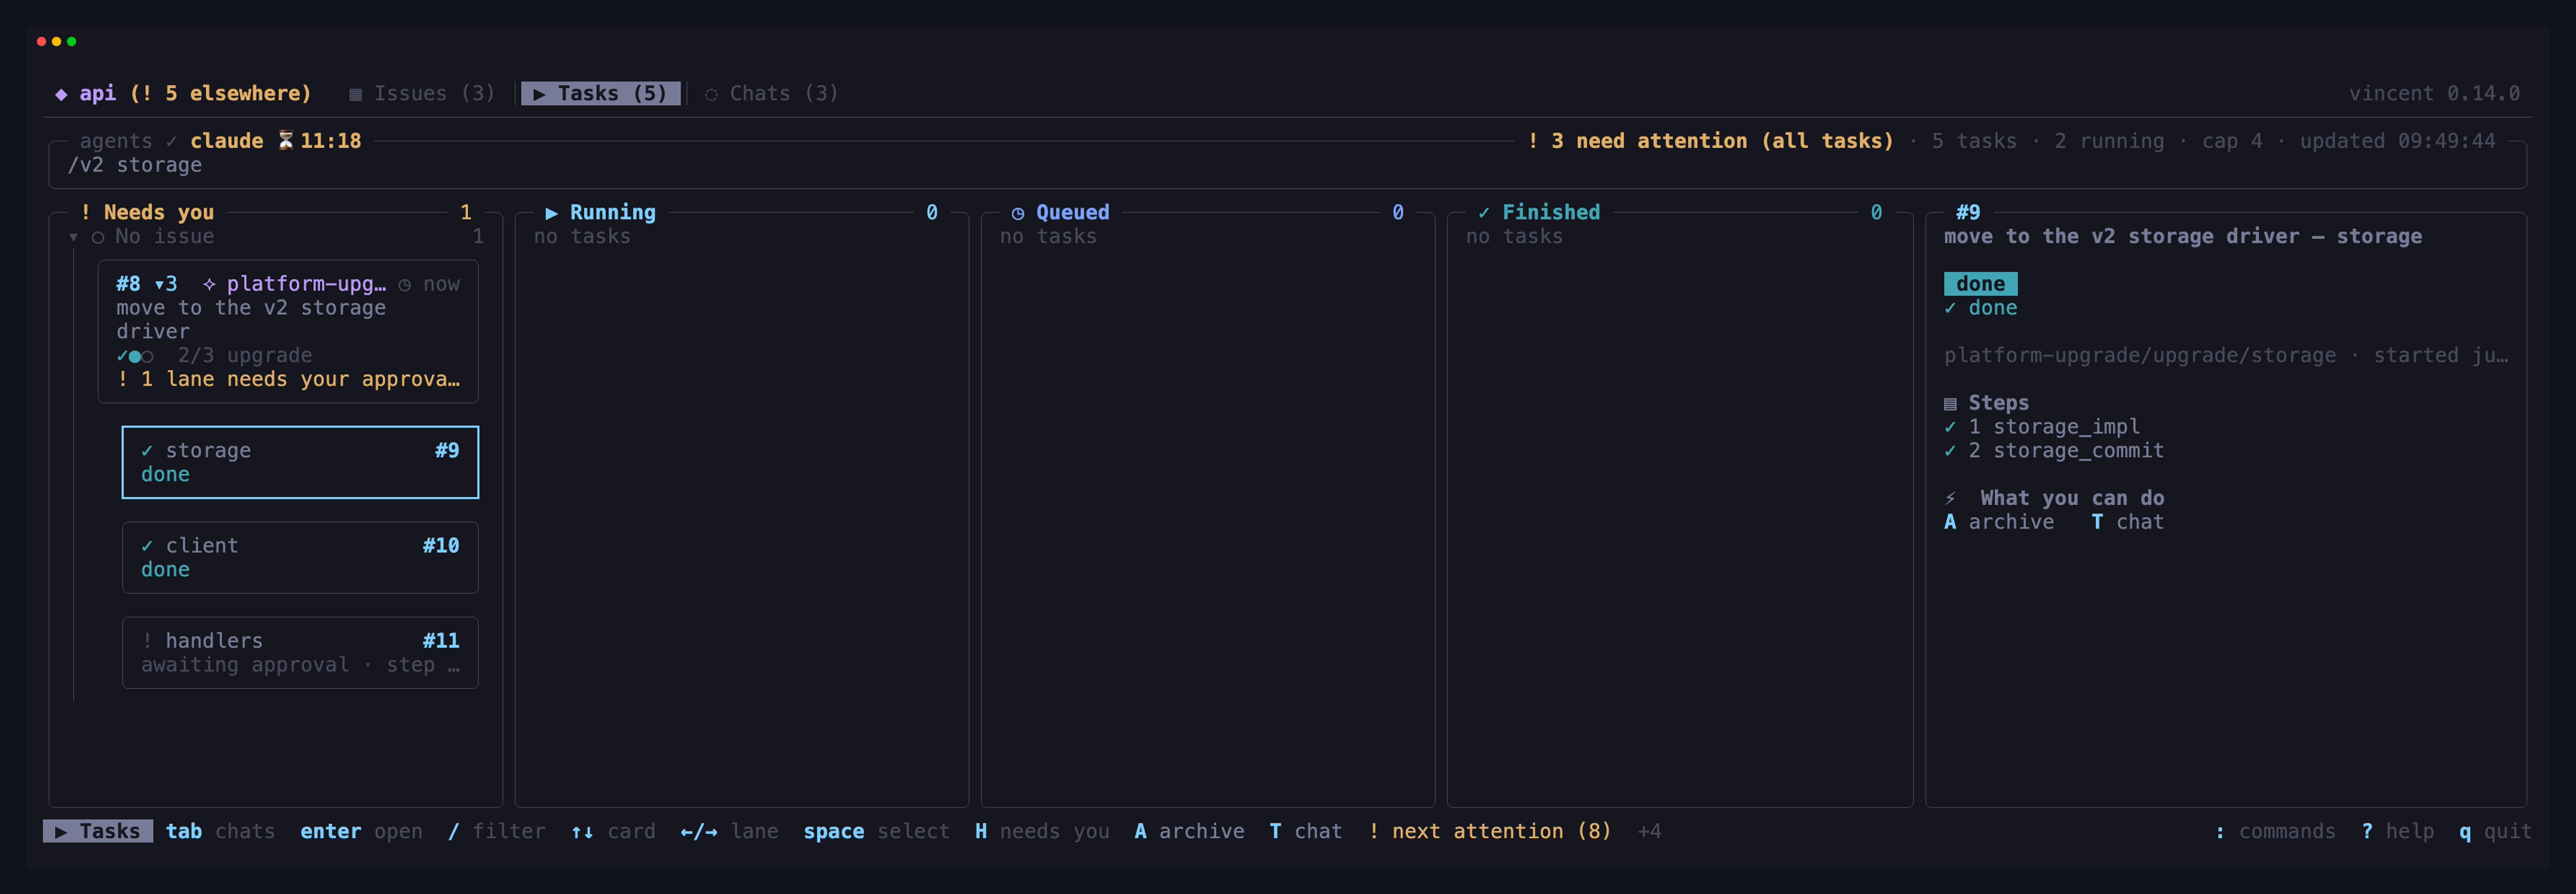 ◆ api (! 5 elsewhere) ▦ Issues (3) ▶ Tasks (5) ◌ Chats (3) vincent 0.14.0
agents ✓ claude ⏳ 11:18 ! 3 need attention (all tasks) · 5 tasks · 2 running · cap 4 · updated 09:49:44
/v2 storage
! Needs you 1
▾ ○ No issue 1
#8 ▾3 ✧ platform-upg… ◷ now
move to the v2 storage
driver
✓●○ 2/3 upgrade
! 1 lane needs your approva…
✓ storage #9
done
✓ client #10
done
! handlers #11
awaiting approval · step …
▶ Running 0
no tasks
◷ Queued 0
no tasks
✓ Finished 0
no tasks
#9
move to the v2 storage driver – storage
done
✓ done
platform-upgrade/upgrade/storage · started ju…
▤ Steps
✓ 1 storage_impl
✓ 2 storage_commit
⚡ What you can do
A archive T chat
▶ Tasks tab chats enter open / filter ↑↓ card ←/→ lane space select H needs you A archive T chat ! next attention (8) +4 : commands ? help q quit